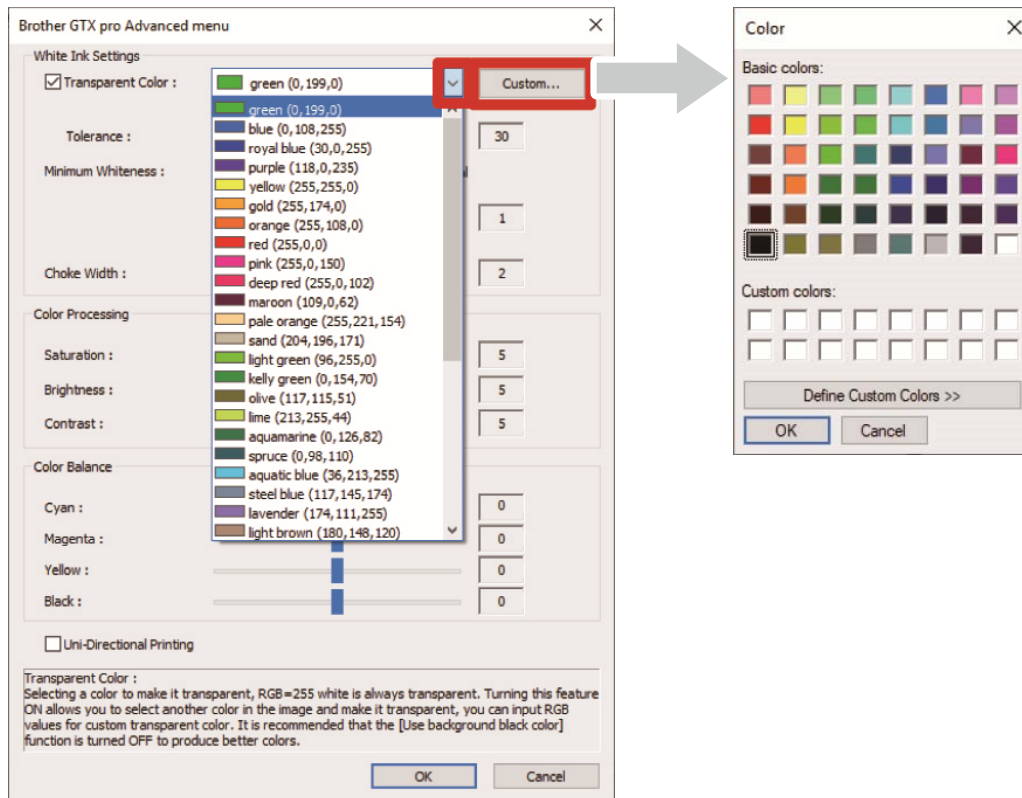 Brother GTX pro Advanced menu
White Ink Settings
Transparent Color :
green (0,199,0)
Custom...
green (0,199,0)
blue (0,108,255)
royal blue (30,0,255)
purple (118,0,235)
yellow (255,255,0)
gold (255,174,0)
orange (255,108,0)
red (255,0,0)
pink (255,0,150)
deep red (255,0,102)
maroon (109,0,62)
pale orange (255,221,154)
sand (204,196,171)
light green (96,255,0)
kelly green (0,154,70)
olive (117,115,51)
lime (213,255,44)
aquamarine (0,126,82)
spruce (0,98,110)
aquatic blue (36,213,255)
steel blue (117,145,174)
lavender (174,111,255)
light brown (180,148,120)
Tolerance :
30
Minimum Whiteness :
1
Choke Width :
2
Color Processing
Saturation :
5
Brightness :
5
Contrast :
5
Color Balance
Cyan :
0
Magenta :
0
Yellow :
0
Black :
0
Uni-Directional Printing
Transparent Color :
Selecting a color to make it transparent, RGB=255 white is always transparent. Turning this feature
ON allows you to select another color in the image and make it transparent, you can input RGB
values for custom transparent color. It is recommended that the [Use background black color]
function is turned OFF to produce better colors.
OK
Cancel
Color
Basic colors:
Custom colors:
Define Custom Colors >>
OK
Cancel